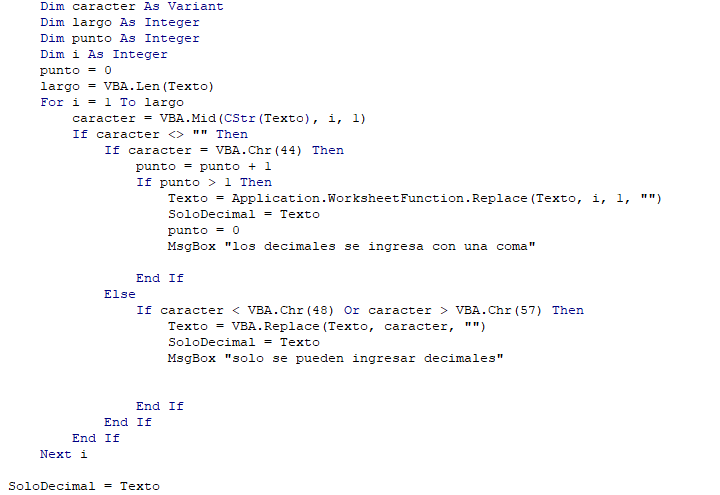 Dim caracter As Variant
Dim largo As Integer
Dim punto As Integer
Dim i As Integer
punto = 0
largo = VBA.Len(Texto)
For i = 1 To largo
caracter = VBA.Mid(CStr(Texto), i, 1)
If caracter <> "" Then
If caracter = VBA.Chr(44) Then
punto = punto + 1
If punto > 1 Then
Texto = Application.WorksheetFunction.Replace(Texto, i, 1, "")
SoloDecimal = Texto
punto = 0
MsgBox "los decimales se ingresa con una coma"
End If
Else
If caracter < VBA.Chr(48) Or caracter > VBA.Chr(57) Then
Texto = VBA.Replace(Texto, caracter, "")
SoloDecimal = Texto
MsgBox "solo se pueden ingresar decimales"
End If
End If
End If
Next i
SoloDecimal = Texto